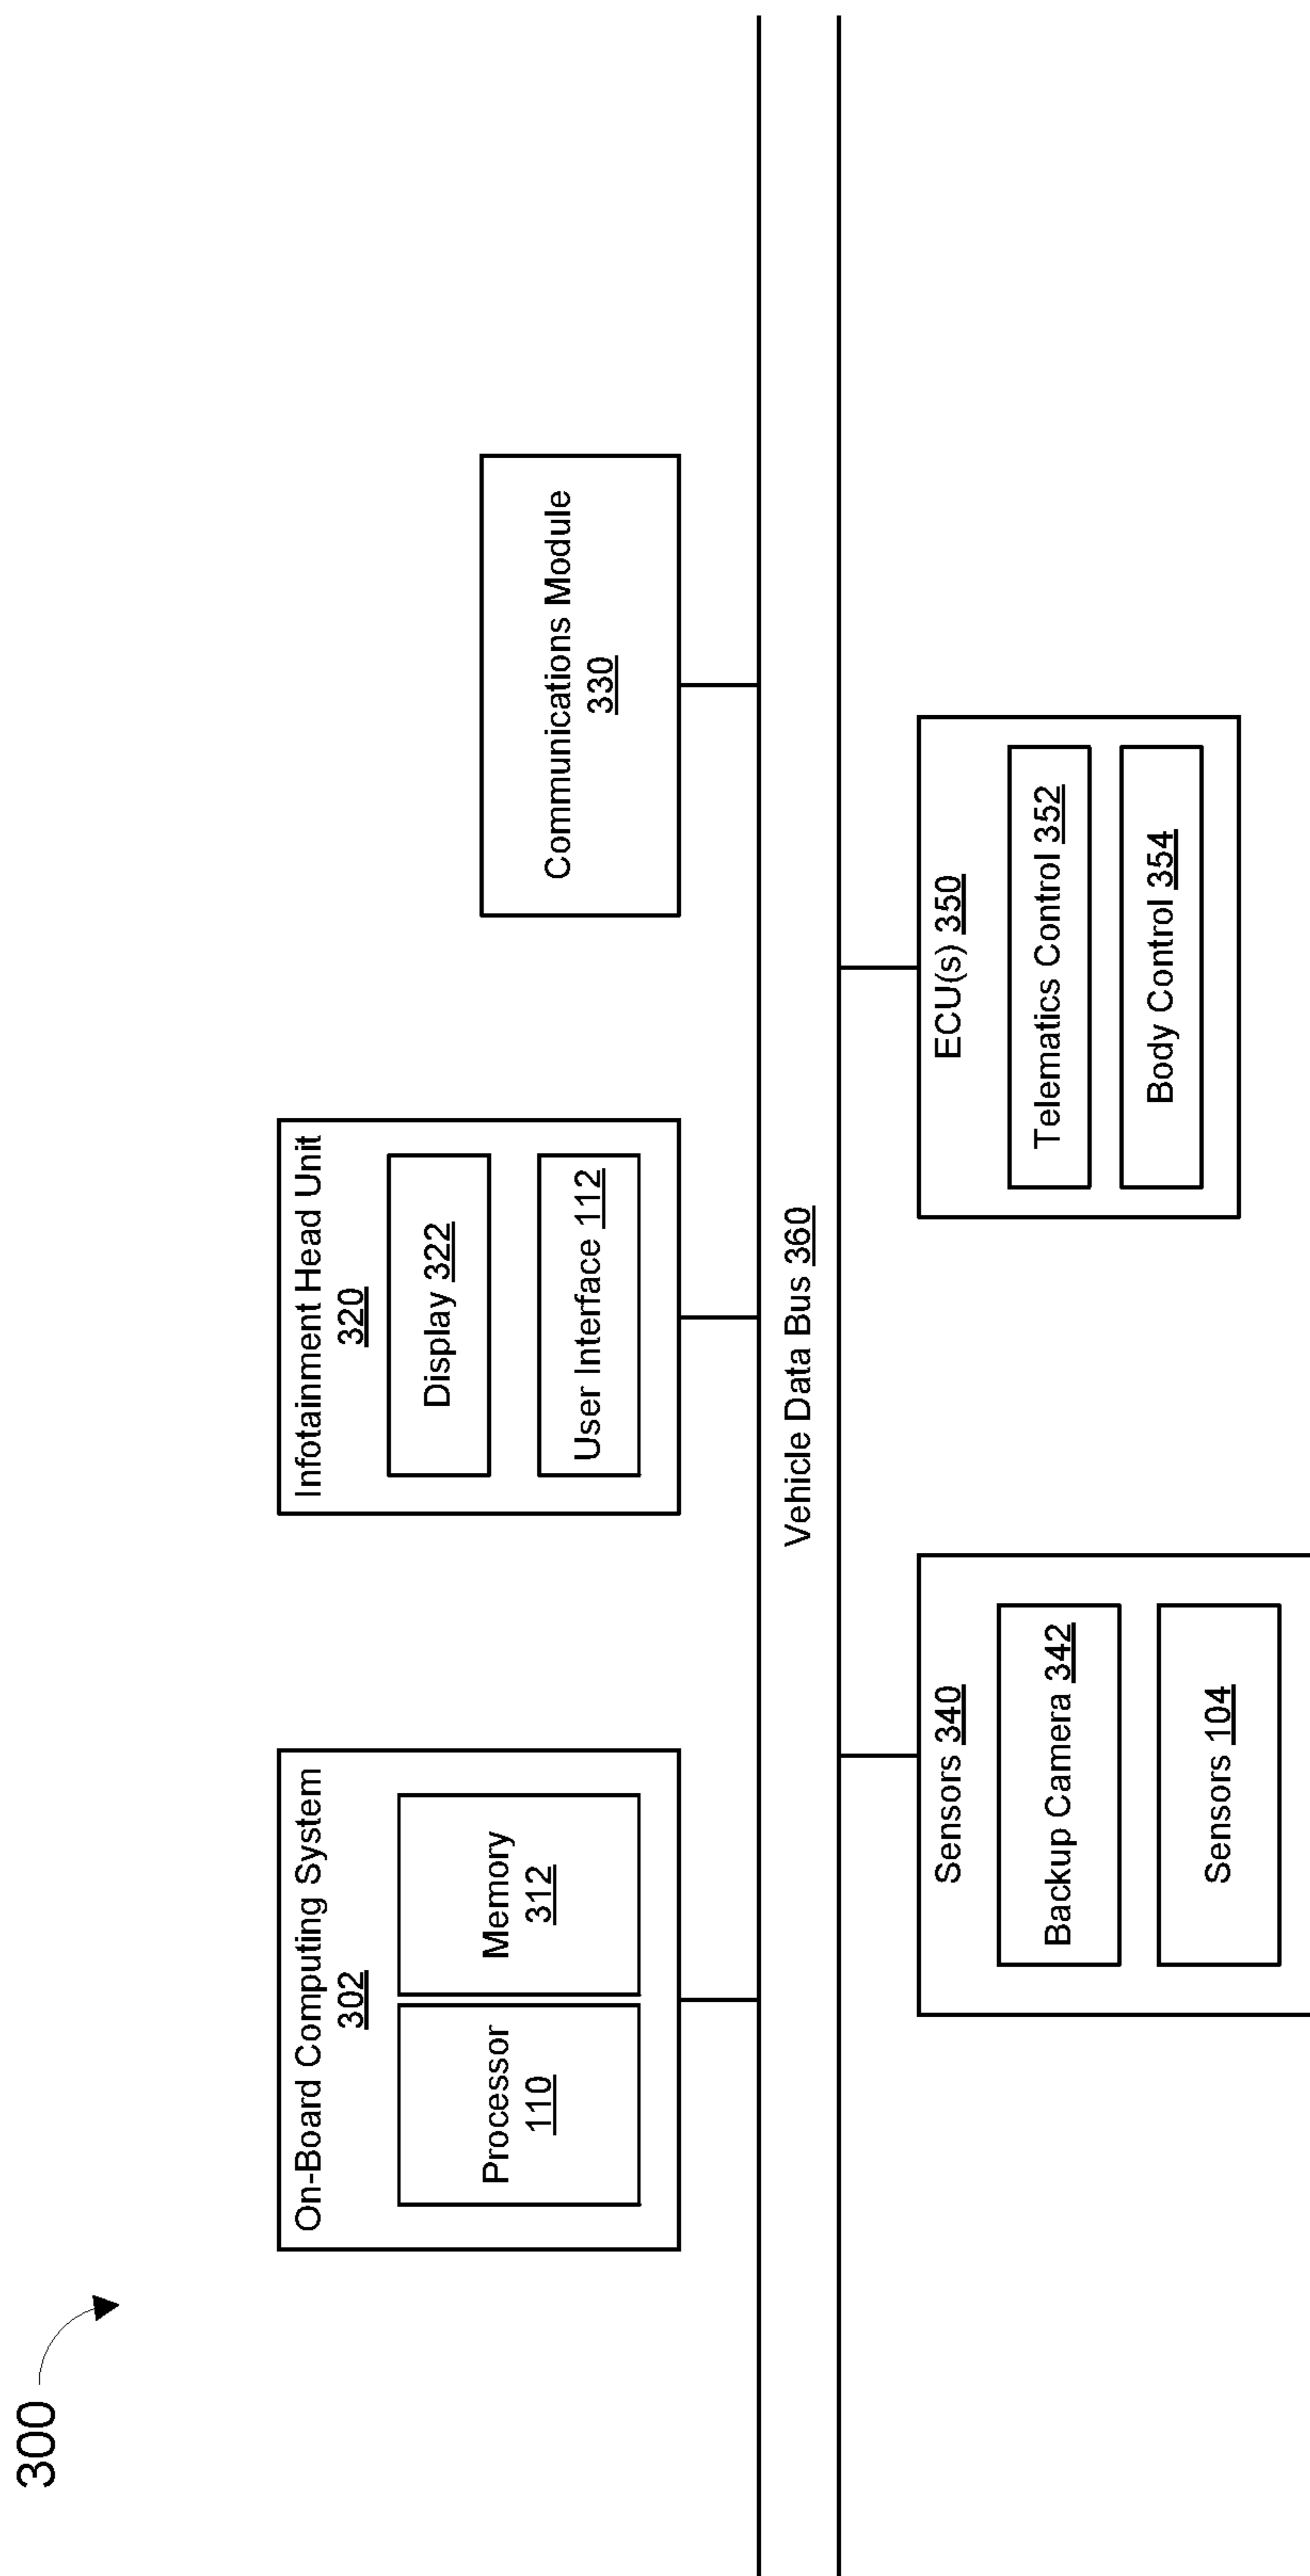 300
On-Board Computing System
302
Processor
110
Memory
312
Infotainment Head Unit
320
Display 322
User Interface 112
Communications Module
330
Vehicle Data Bus 360
Sensors 340
Backup Camera 342
Sensors 104
ECU(s) 350
Telematics Control 352
Body Control 354